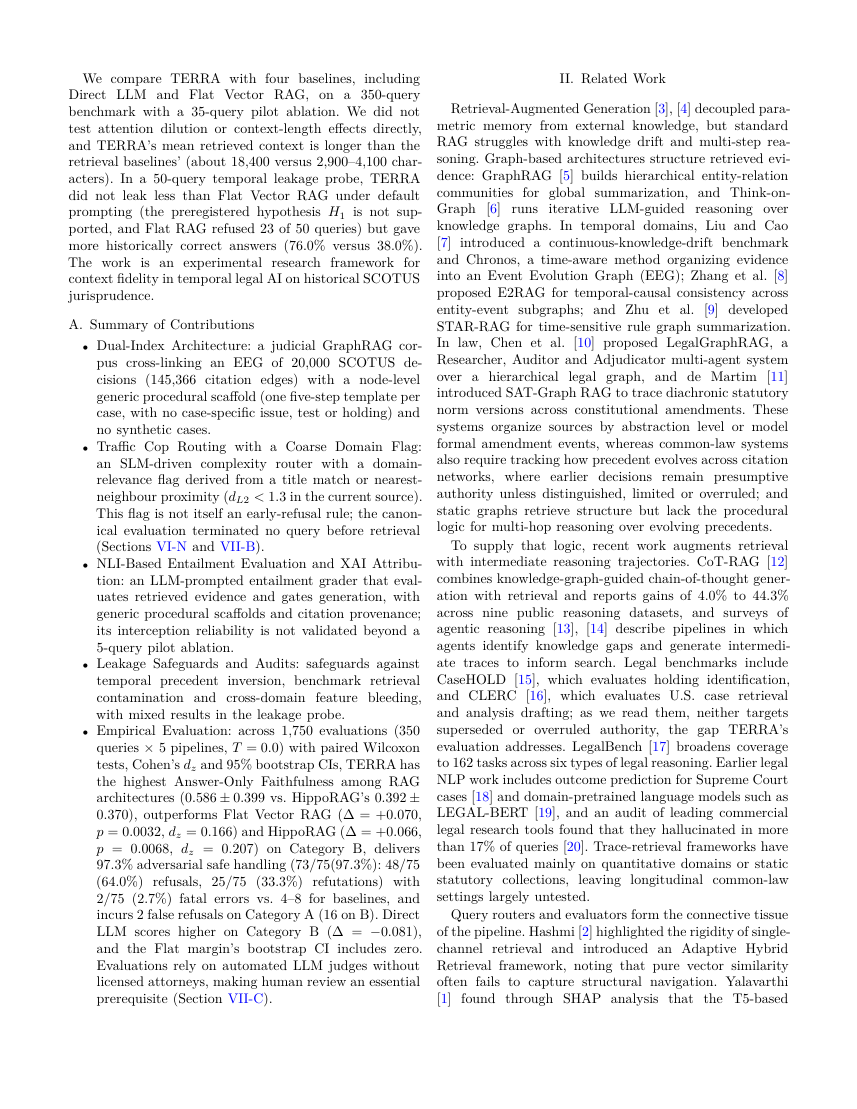 We compare TERRA with four baselines, including
Direct LLM and Flat Vector RAG, on a 350-query
benchmark with a 35-query pilot ablation. We did not
test attention dilution or context-length effects directly,
and TERRA's mean retrieved context is longer than the
retrieval baselines' (about 18,400 versus 2,900–4,100 char-
acters). In a 50-query temporal leakage probe, TERRA
did not leak less than Flat Vector RAG under default
prompting (the preregistered hypothesis H1 is not sup-
ported, and Flat RAG refused 23 of 50 queries) but gave
more historically correct answers (76.0% versus 38.0%).
The work is an experimental research framework for
context fidelity in temporal legal AI on historical SCOTUS
jurisprudence.
A. Summary of Contributions
• Dual-Index Architecture: a judicial GraphRAG cor-
pus cross-linking an EEG of 20,000 SCOTUS de-
cisions (145,366 citation edges) with a node-level
generic procedural scaffold (one five-step template per
case, with no case-specific issue, test or holding) and
no synthetic cases.
• Traffic Cop Routing with a Coarse Domain Flag:
an SLM-driven complexity router with a domain-
relevance flag derived from a title match or nearest-
neighbour proximity (dL2 < 1.3 in the current source).
This flag is not itself an early-refusal rule; the canon-
ical evaluation terminated no query before retrieval
(Sections VI-N and VII-B).
• NLI-Based Entailment Evaluation and XAI Attribu-
tion: an LLM-prompted entailment grader that eval-
uates retrieved evidence and gates generation, with
generic procedural scaffolds and citation provenance;
its interception reliability is not validated beyond a
5-query pilot ablation.
• Leakage Safeguards and Audits: safeguards against
temporal precedent inversion, benchmark retrieval
contamination and cross-domain feature bleeding,
with mixed results in the leakage probe.
• Empirical Evaluation: across 1,750 evaluations (350
queries × 5 pipelines, T = 0.0) with paired Wilcoxon
tests, Cohen's dz and 95% bootstrap CIs, TERRA has
the highest Answer-Only Faithfulness among RAG
architectures (0.586 ± 0.399 vs. HippoRAG's 0.392 ±
0.370), outperforms Flat Vector RAG (Δ = +0.070,
p = 0.0032, dz = 0.166) and HippoRAG (Δ = +0.066,
p = 0.0068, dz = 0.207) on Category B, delivers
97.3% adversarial safe handling (73/75(97.3%): 48/75
(64.0%) refusals, 25/75 (33.3%) refutations) with
2/75 (2.7%) fatal errors vs. 4–8 for baselines, and
incurs 2 false refusals on Category A (16 on B). Direct
LLM scores higher on Category B (Δ = −0.081),
and the Flat margin's bootstrap CI includes zero.
Evaluations rely on automated LLM judges without
licensed attorneys, making human review an essential
prerequisite (Section VII-C).
II. Related Work
Retrieval-Augmented Generation [3], [4] decoupled para-
metric memory from external knowledge, but standard
RAG struggles with knowledge drift and multi-step rea-
soning. Graph-based architectures structure retrieved evi-
dence: GraphRAG [5] builds hierarchical entity-relation
communities for global summarization, and Think-on-
Graph [6] runs iterative LLM-guided reasoning over
knowledge graphs. In temporal domains, Liu and Cao
[7] introduced a continuous-knowledge-drift benchmark
and Chronos, a time-aware method organizing evidence
into an Event Evolution Graph (EEG); Zhang et al. [8]
proposed E2RAG for temporal-causal consistency across
entity-event subgraphs; and Zhu et al. [9] developed
STAR-RAG for time-sensitive rule graph summarization.
In law, Chen et al. [10] proposed LegalGraphRAG, a
Researcher, Auditor and Adjudicator multi-agent system
over a hierarchical legal graph, and de Martim [11]
introduced SAT-Graph RAG to trace diachronic statutory
norm versions across constitutional amendments. These
systems organize sources by abstraction level or model
formal amendment events, whereas common-law systems
also require tracking how precedent evolves across citation
networks, where earlier decisions remain presumptive
authority unless distinguished, limited or overruled; and
static graphs retrieve structure but lack the procedural
logic for multi-hop reasoning over evolving precedents.
To supply that logic, recent work augments retrieval
with intermediate reasoning trajectories. CoT-RAG [12]
combines knowledge-graph-guided chain-of-thought gener-
ation with retrieval and reports gains of 4.0% to 44.3%
across nine public reasoning datasets, and surveys of
agentic reasoning [13], [14] describe pipelines in which
agents identify knowledge gaps and generate intermedi-
ate traces to inform search. Legal benchmarks include
CaseHOLD [15], which evaluates holding identification,
and CLERC [16], which evaluates U.S. case retrieval
and analysis drafting; as we read them, neither targets
superseded or overruled authority, the gap TERRA's
evaluation addresses. LegalBench [17] broadens coverage
to 162 tasks across six types of legal reasoning. Earlier legal
NLP work includes outcome prediction for Supreme Court
cases [18] and domain-pretrained language models such as
LEGAL-BERT [19], and an audit of leading commercial
legal research tools found that they hallucinated in more
than 17% of queries [20]. Trace-retrieval frameworks have
been evaluated mainly on quantitative domains or static
statutory collections, leaving longitudinal common-law
settings largely untested.
Query routers and evaluators form the connective tissue
of the pipeline. Hashmi [2] highlighted the rigidity of single-
channel retrieval and introduced an Adaptive Hybrid
Retrieval framework, noting that pure vector similarity
often fails to capture structural navigation. Yalavarthi
[1] found through SHAP analysis that the T5-based